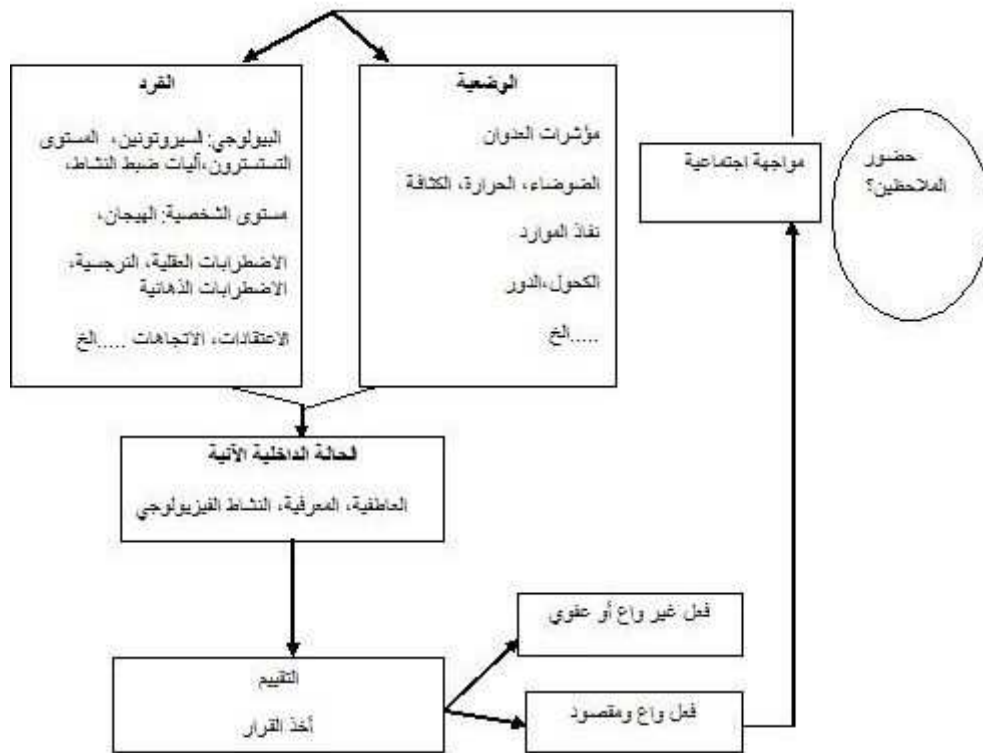 الفرد
البيولوجي: السيروتونين، المستوى
التستسترون،آليات ضبط النشاط،
مستوى الشخصية: الهيجان،
الاضطرابات العقلية، النرجسية،
الاضطرابات الذهانية
الاعتقادات، الاتجاهات .....الخ
الوضعية
مؤشرات العدوان
الضوضاء، الحرارة، الكثافة
نفاذ الموارد
الكحول،الدور
.....الخ
مواجهة اجتماعية
حضور
الملاحظين؟
الحالة الداخلية الآنية
العاطفية، المعرفية، النشاط الفيزيولوجي
التقييم
أخذ القرار
فعل غير واع أو عفوي
فعل واع ومقصود